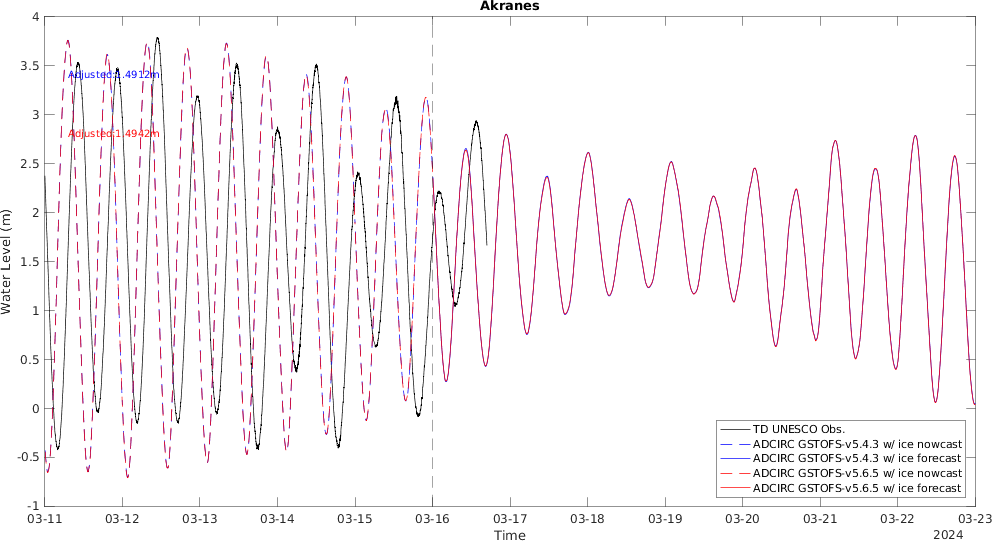 Akranes
4
3.5
3
2.5
2
1.5
1
0.5
0
-0.5
-1
Water Level (m)
Adjusted:1.4912m
Adjusted:1.4942m
TD UNESCO Obs.
ADCIRC GSTOFS-v5.4.3 w/ ice nowcast
ADCIRC GSTOFS-v5.4.3 w/ ice forecast
ADCIRC GSTOFS-v5.6.5 w/ ice nowcast
ADCIRC GSTOFS-v5.6.5 w/ ice forecast
03-11 03-12 03-13 03-14 03-15 03-16 03-17 03-18 03-19 03-20 03-21 03-22 03-23
Time 2024